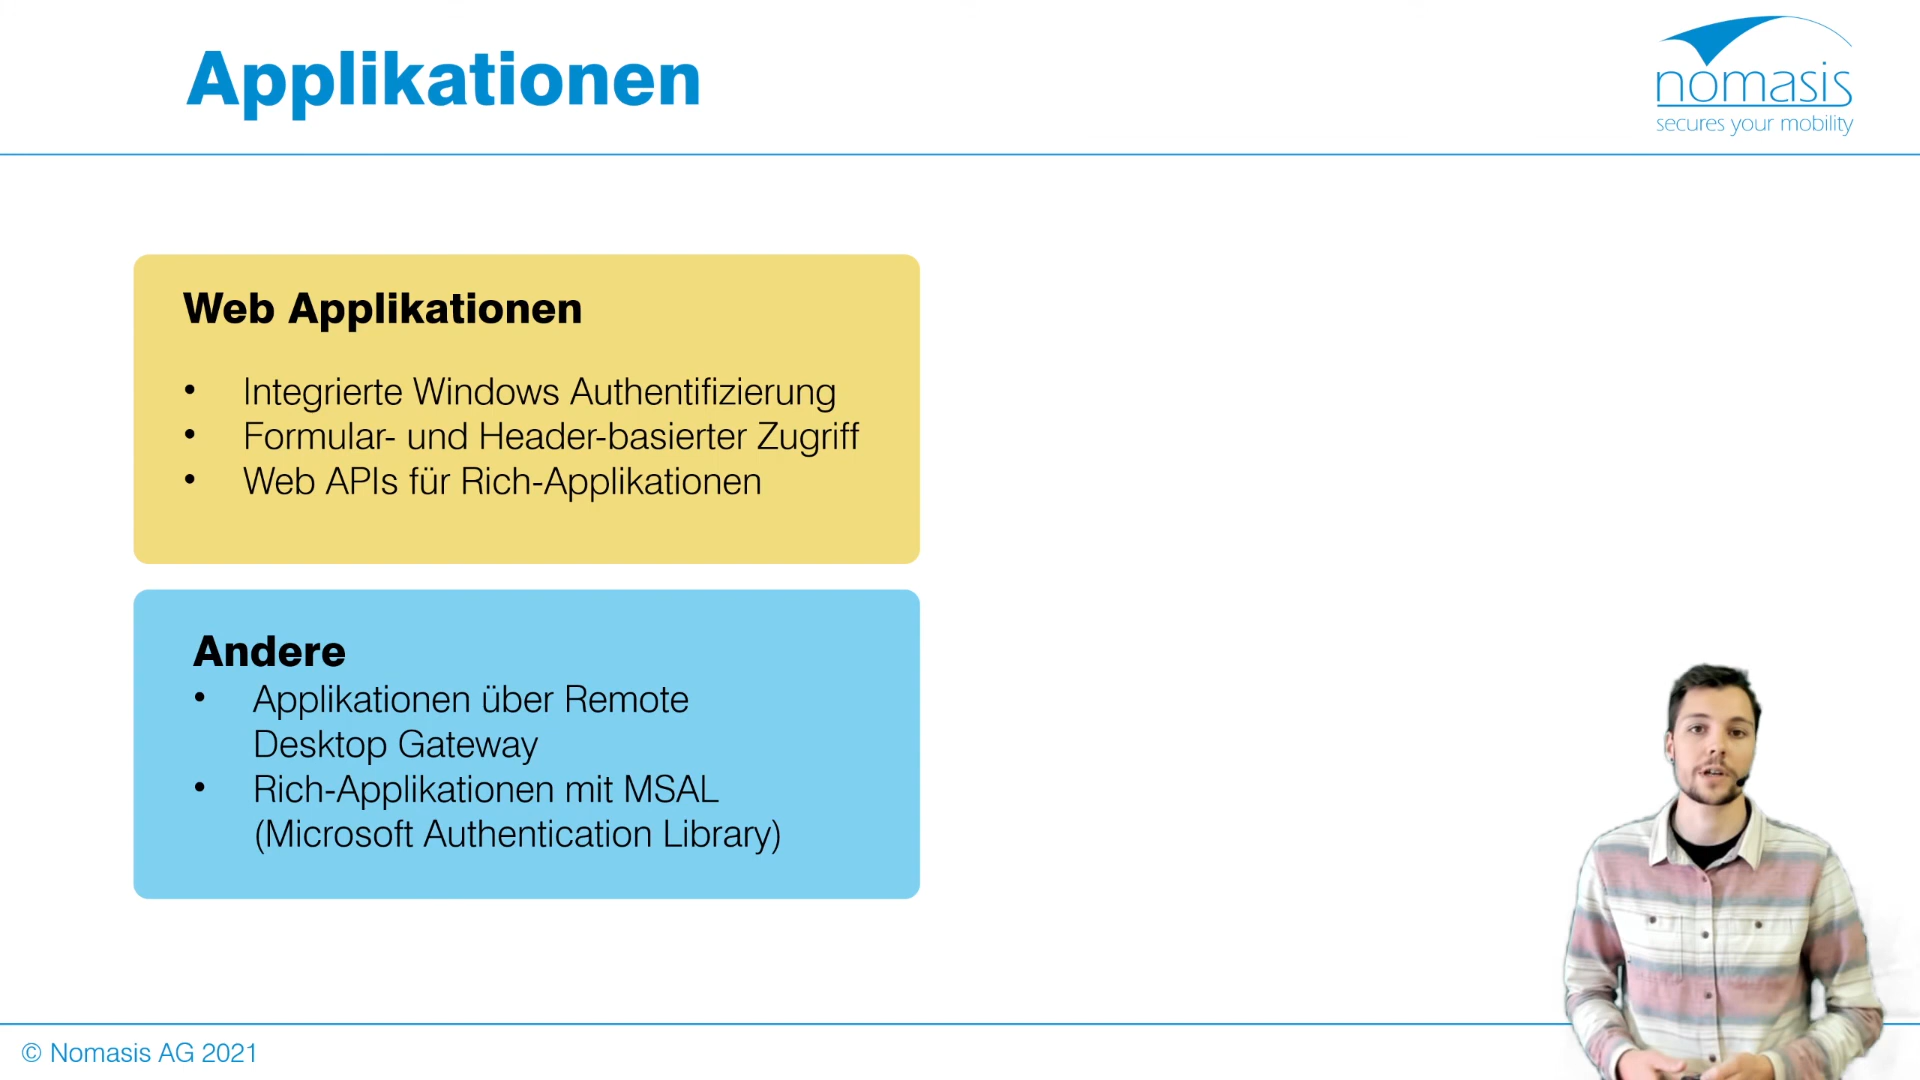 Applikationen
nomasis
secures your mobility
Web Applikationen
• Integrierte Windows Authentifizierung
• Formular- und Header-basierter Zugriff
• Web APIs für Rich-Applikationen
Andere
• Applikationen über Remote
Desktop Gateway
• Rich-Applikationen mit MSAL
(Microsoft Authentication Library)
© Nomasis AG 2021